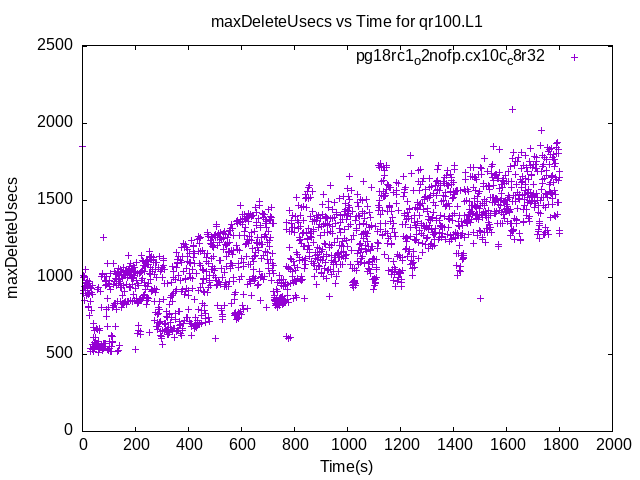 maxDeleteUsecs vs Time for qr100.L1
pg18rc1o2nofp.cx10cc8r32
2500
2000
1500
1000
500
0
maxDeleteUsecs
0 200 400 600 800 1000 1200 1400 1600 1800 2000
Time(s)